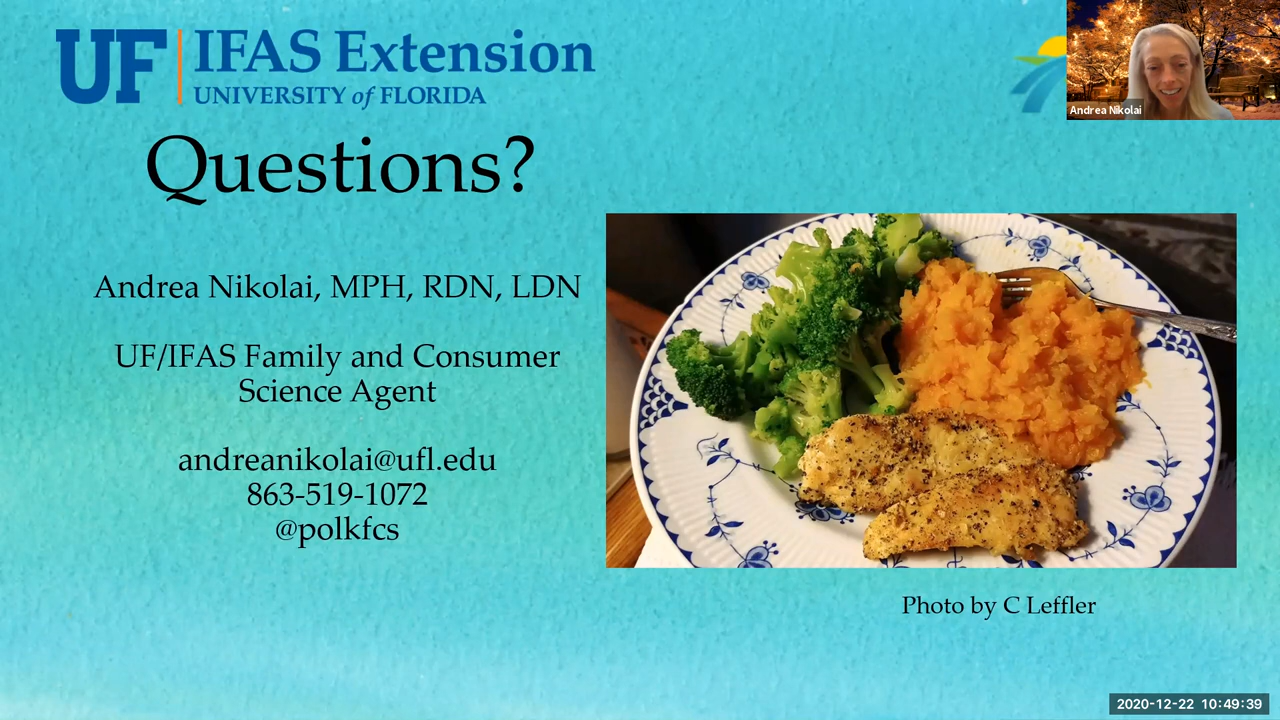 UF | IFAS Extension
UNIVERSITY of FLORIDA
Andrea Nikolai
Questions?
Andrea Nikolai, MPH, RDN, LDN
UF/IFAS Family and Consumer
Science Agent
andreanikolai@ufl.edu
863-519-1072
@polkfcs
Photo by C Leffler
2020-12-22 10:49:39